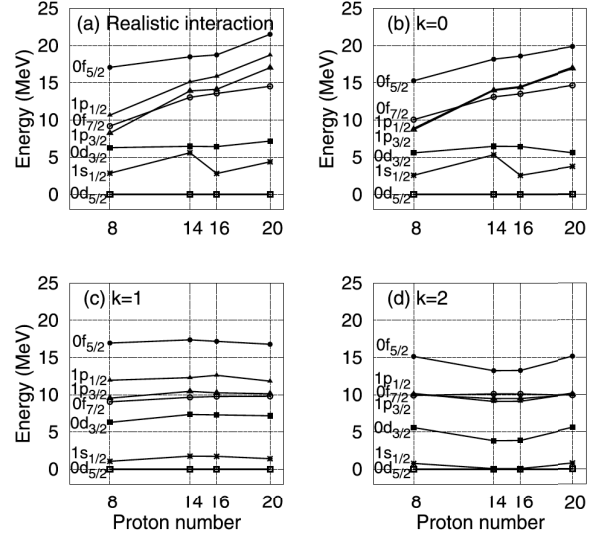 (a) Realistic interaction
Energy (MeV)
25
20
15
10
5
0
0f5/2
1p1/2
0f7/2
1p3/2
0d3/2
1s1/2
0d5/2
8
14
16
20
(b) k=0
Energy (MeV)
25
20
15
10
5
0
0f5/2
0f7/2
1p1/2
1p3/2
0d3/2
1s1/2
0d5/2
8
14
16
20
(c) k=1
Energy (MeV)
25
20
15
10
5
0
0f5/2
1p1/2
1p3/2
0f7/2
0d3/2
1s1/2
0d5/2
8
14
16
20
Proton number
(d) k=2
Energy (MeV)
25
20
15
10
5
0
0f5/2
1p1/2
0f7/2
1p3/2
0d3/2
1s1/2
0d5/2
8
14
16
20
Proton number